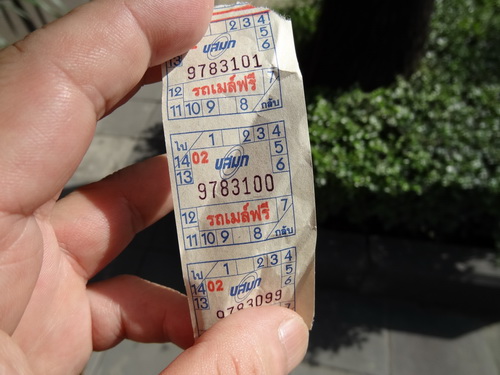 3 4
ขสมก 5
6
13
9783101
12 รถเมล์ฟรี 7
11 10 9 8 กลับ
ไป 1 2 3 4
14 02 ขสมก 5
13 6
9783100
12 รถเมล์ฟรี 7
11 10 9 8 กลับ
ไป 1 2 3 4
14 02 ขสมก 5
13 6
9783099